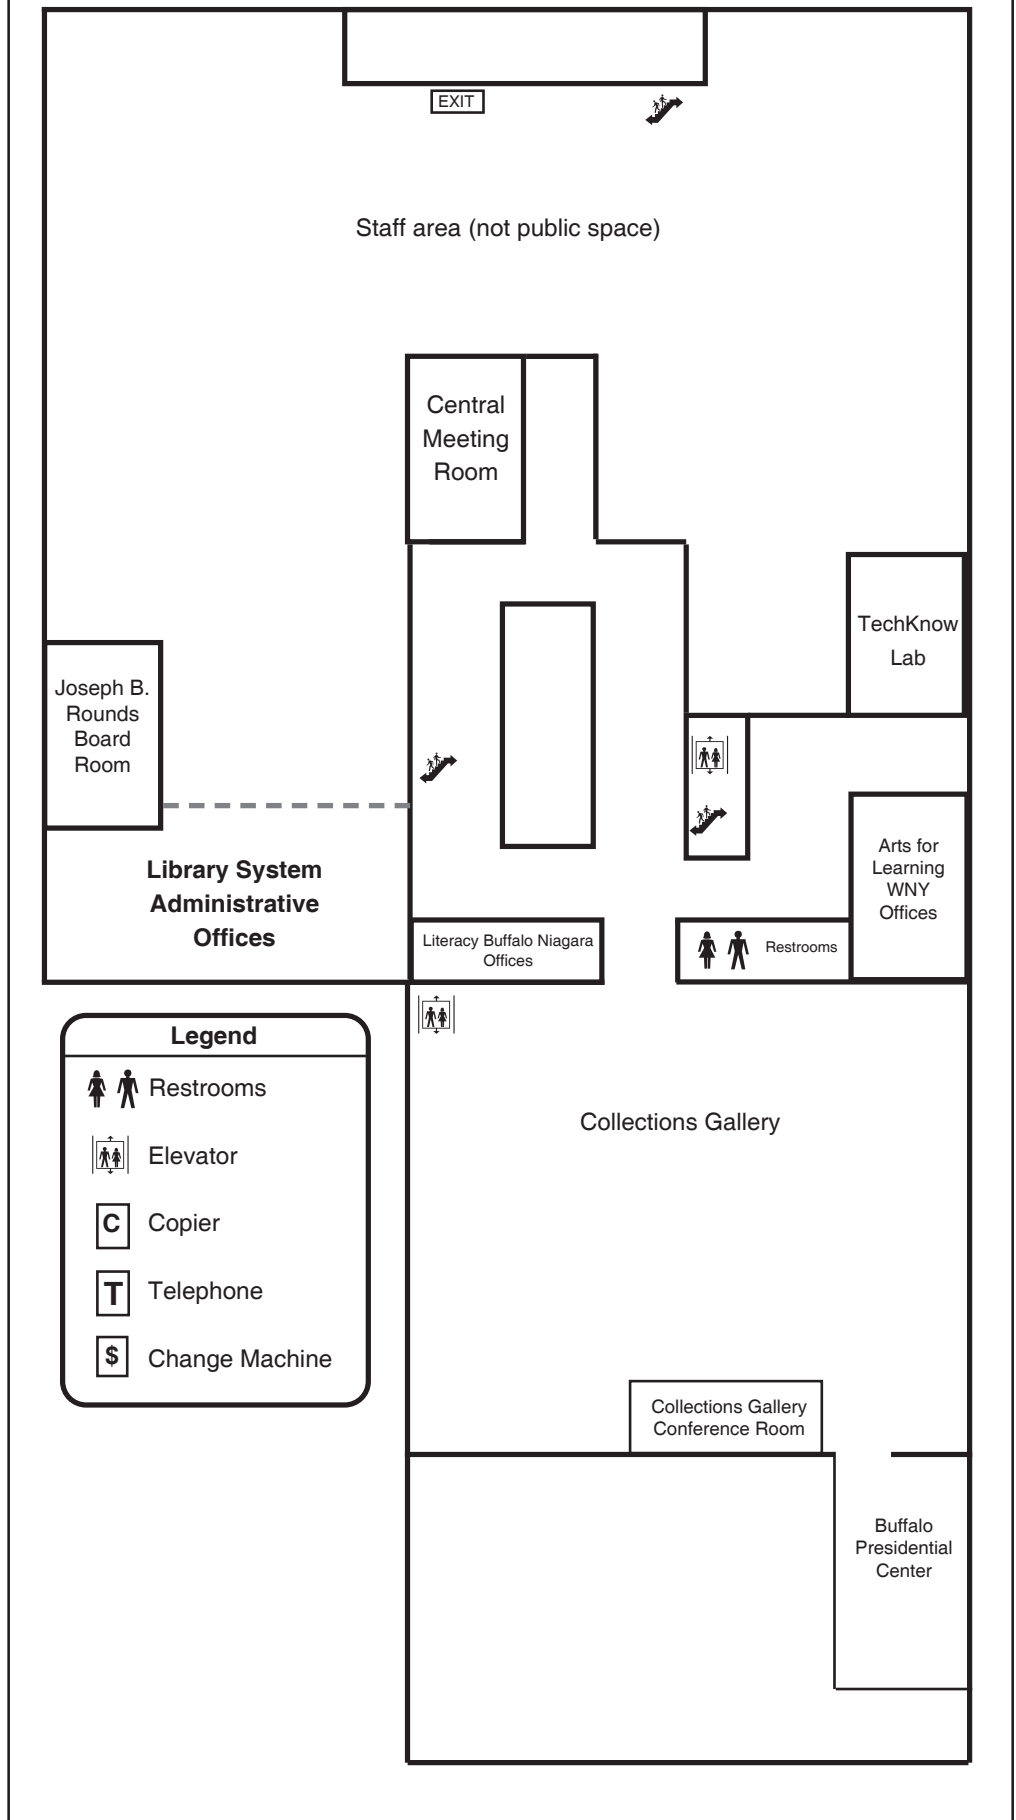 EXIT
Staff area (not public space)
Central
Meeting
Room
TechKnow
Lab
Joseph B.
Rounds
Board
Room
Library System
Administrative
Offices
Arts for
Learning
WNY
Offices
Literacy Buffalo Niagara
Offices
Restrooms
Legend
Restrooms
Elevator
C Copier
T Telephone
$ Change Machine
Collections Gallery
Collections Gallery
Conference Room
Buffalo
Presidential
Center